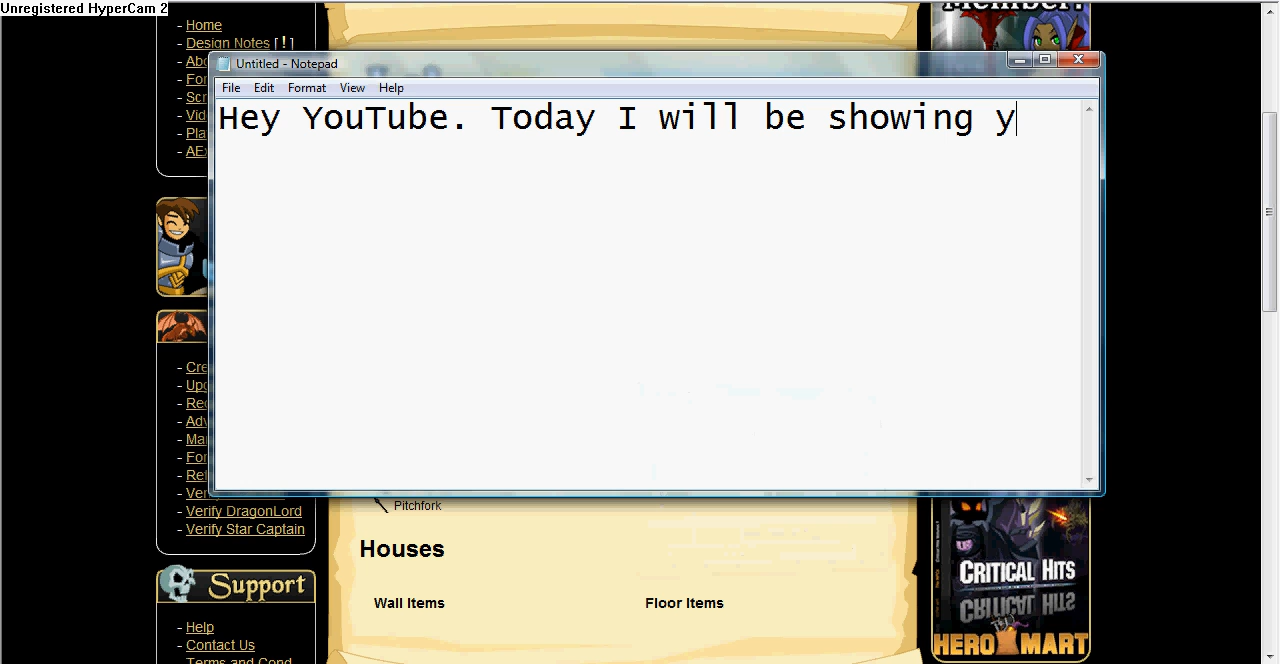 Unregistered HyperCam 2
- Home
- Design Notes [ ! ]
Untitled - Notepad
File Edit Format View Help
Hey YouTube. Today I will be showing y
- Verify DragonLord
- Verify Star Captain
Support
- Help
- Contact Us
Pitchfork
Houses
Wall Items
Floor Items
CRITICAL HITS
HERO MART